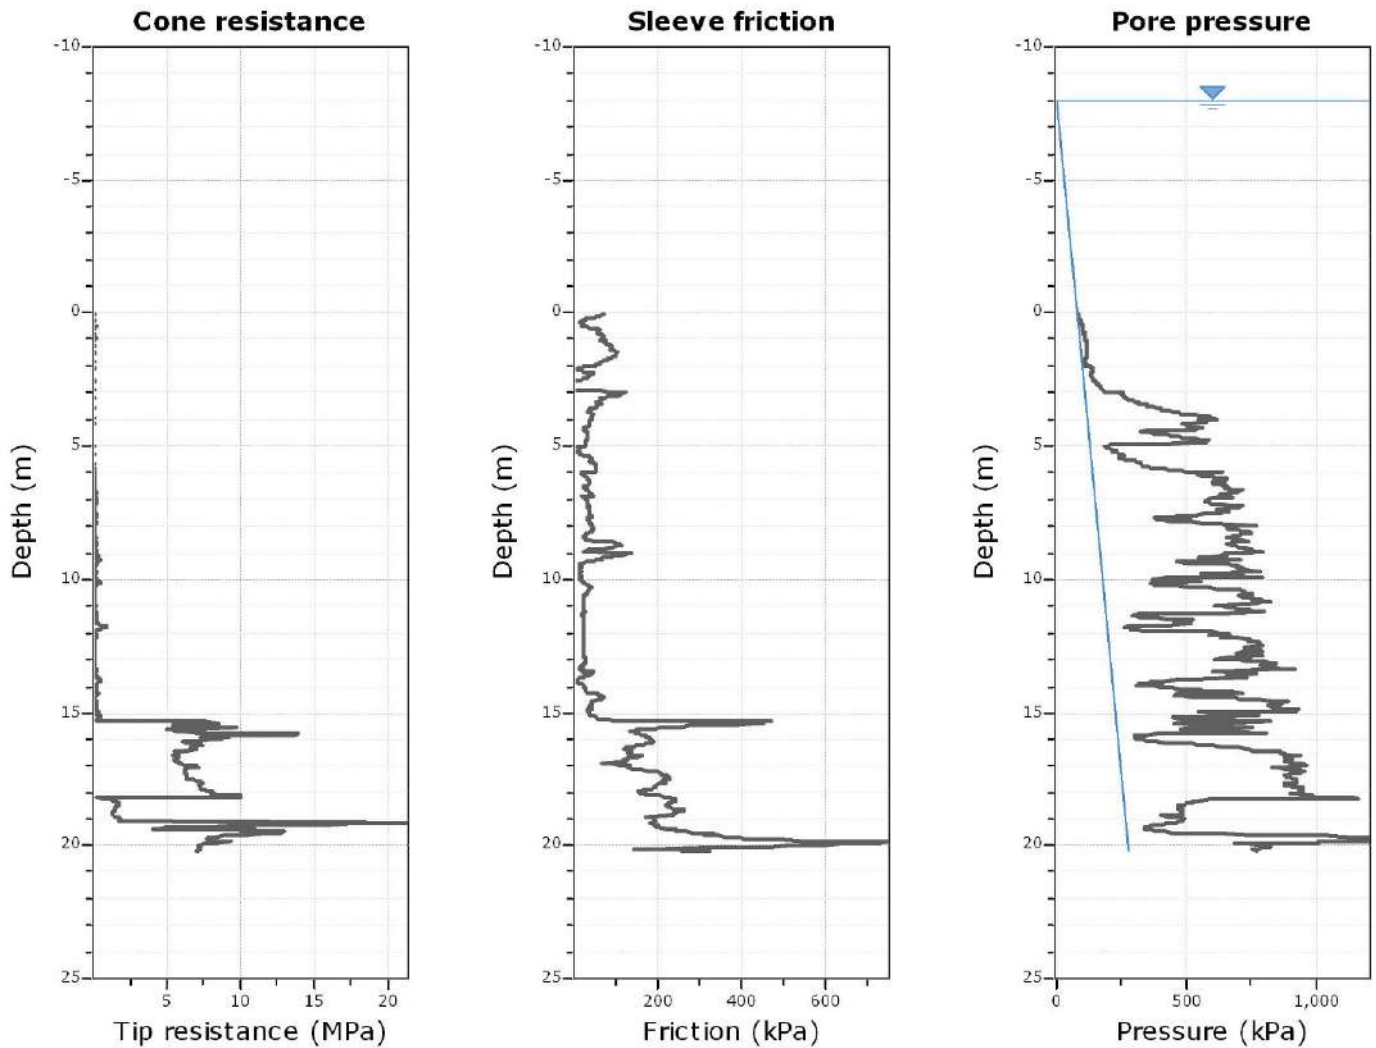 Cone resistance
-10
-5
0
5
10
15
20
25
Depth (m)
5 10 15 20
Tip resistance (MPa)
Sleeve friction
-10
-5
0
5
10
15
20
25
Depth (m)
200 400 600
Friction (kPa)
Pore pressure
-10
-5
0
5
10
15
20
25
Depth (m)
0 500 1,000
Pressure (kPa)